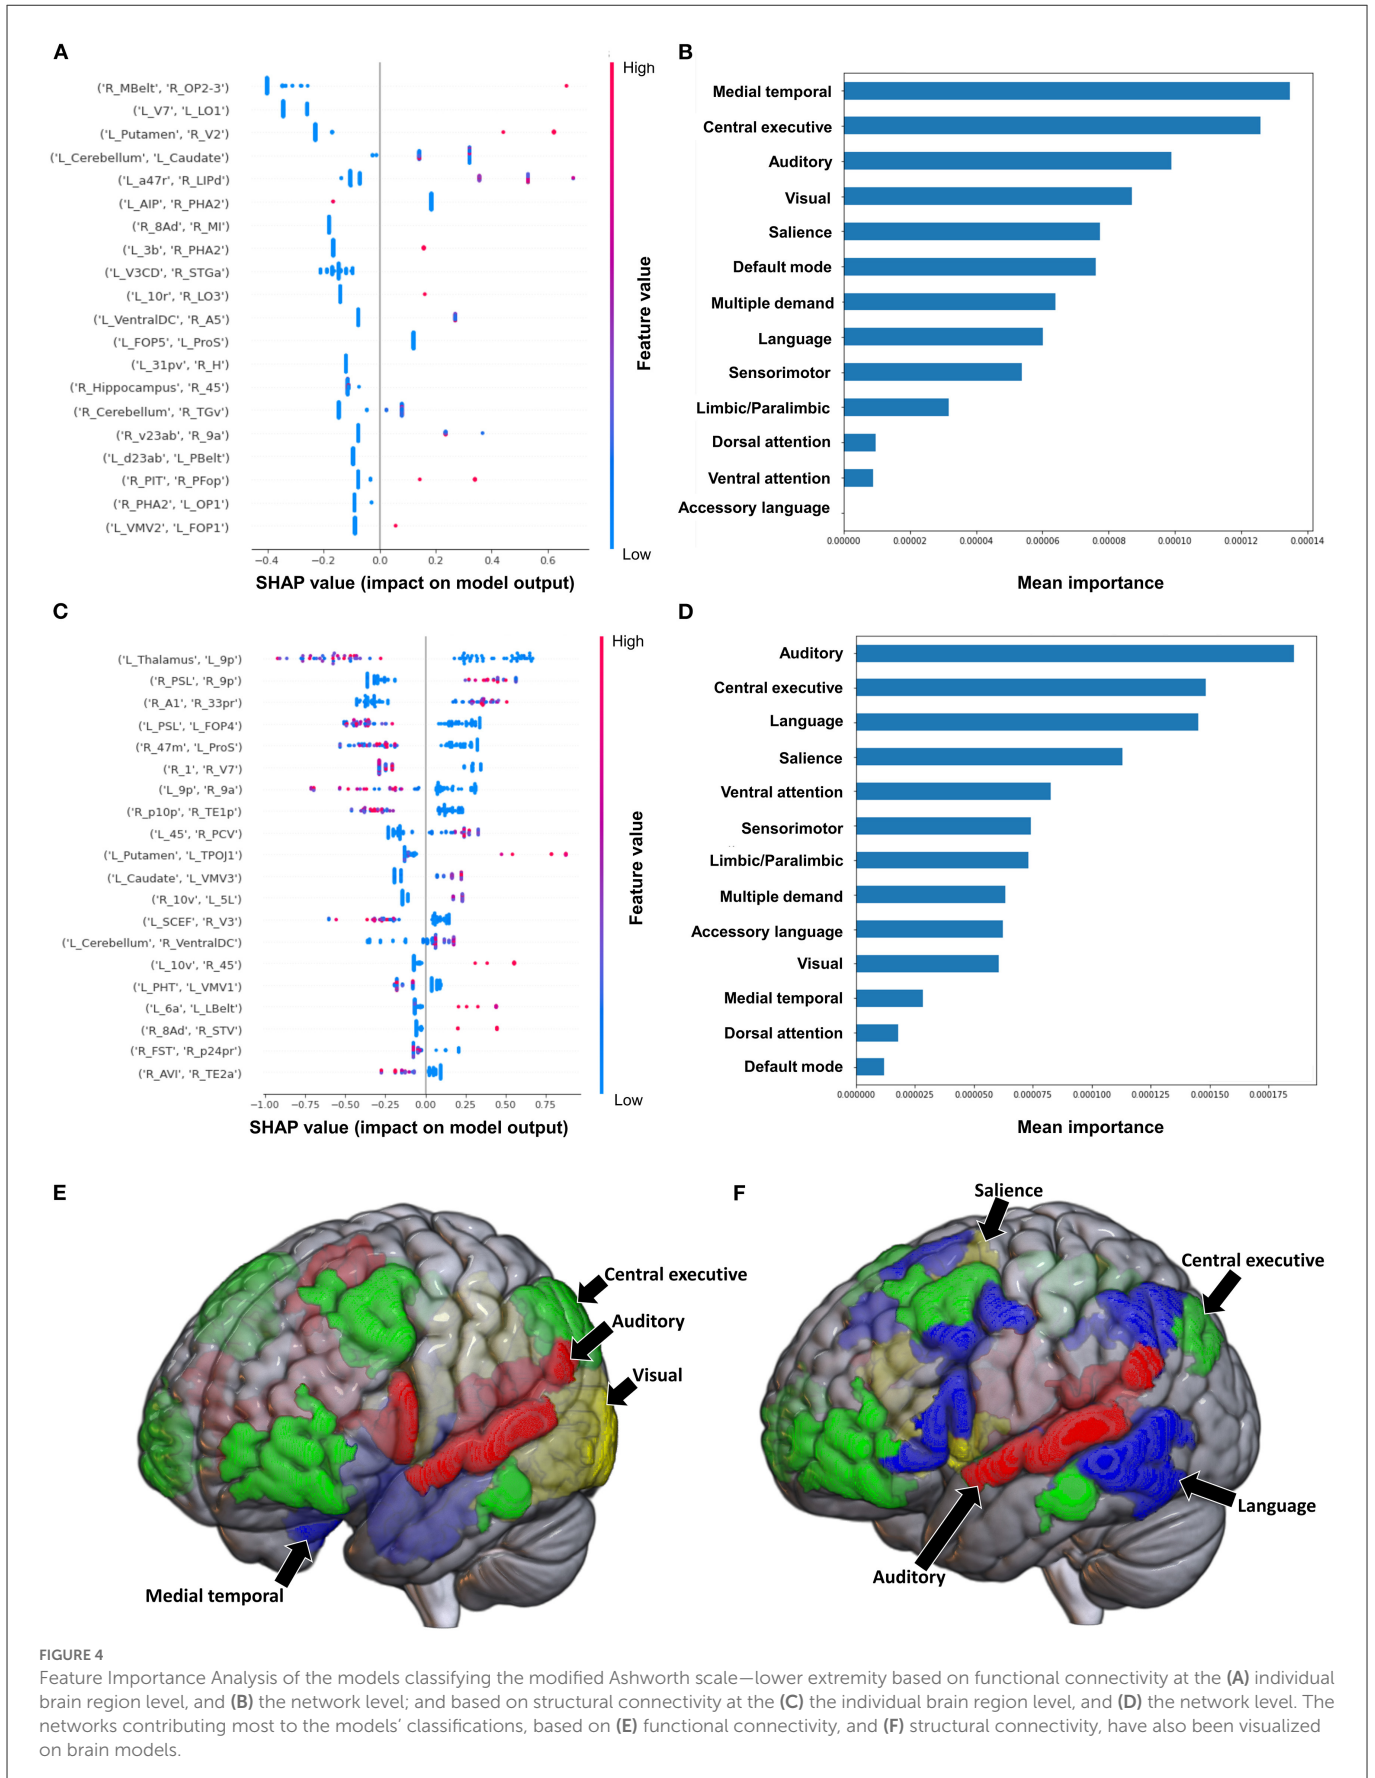 A
High
('R_MBelt', 'R_OP2-3')
('L_V7', 'L_LO1')
('L_Putamen', 'R_V2')
('L_Cerebellum', 'L_Caudate')
('L_a47r', 'R_LIPd')
('L_AIP', 'R_PHA2')
('R_8Ad', 'R_MI')
('L_3b', 'R_PHA2')
('L_V3CD', 'R_STGa')
('L_10r', 'R_LO3')
('L_VentralDC', 'R_A5')
('L_FOP5', 'L_ProS')
('L_31pv', 'R_H')
('R_Hippocampus', 'R_45')
('R_Cerebellum', 'R_TGv')
('R_v23ab', 'R_9a')
('L_d23ab', 'L_PBelt')
('R_PIT', 'R_PFop')
('R_PHA2', 'L_OP1')
('L_VMV2', 'L_FOP1')
Feature value
Low
−0.4 −0.2 0.0 0.2 0.4 0.6
SHAP value (impact on model output)
B
Medial temporal
Central executive
Auditory
Visual
Salience
Default mode
Multiple demand
Language
Sensorimotor
Limbic/Paralimbic
Dorsal attention
Ventral attention
Accessory language
0.00000 0.00002 0.00004 0.00006 0.00008 0.00010 0.00012 0.00014
Mean importance
C
High
('L_Thalamus', 'L_9p')
('R_PSL', 'R_9p')
('R_A1', 'R_33pr')
('L_PSL', 'L_FOP4')
('R_47m', 'L_ProS')
('R_1', 'R_V7')
('L_9p', 'R_9a')
('R_p10p', 'R_TE1p')
('L_45', 'R_PCV')
('L_Putamen', 'L_TPOJ1')
('L_Caudate', 'L_VMV3')
('R_10v', 'L_5L')
('L_SCEF', 'R_V3')
('L_Cerebellum', 'R_VentralDC')
('L_10v', 'R_45')
('L_PHT', 'L_VMV1')
('L_6a', 'L_LBelt')
('R_8Ad', 'R_STV')
('R_FST', 'R_p24pr')
('R_AVI', 'R_TE2a')
Feature value
Low
−1.00 −0.75 −0.50 −0.25 0.00 0.25 0.50 0.75
SHAP value (impact on model output)
D
Auditory
Central executive
Language
Salience
Ventral attention
Sensorimotor
Limbic/Paralimbic
Multiple demand
Accessory language
Visual
Medial temporal
Dorsal attention
Default mode
0.000000 0.000025 0.000050 0.000075 0.000100 0.000125 0.000150 0.000175
Mean importance
E
Central executive
Auditory
Visual
Medial temporal
F
Salience
Central executive
Language
Auditory
FIGURE 4
Feature Importance Analysis of the models classifying the modified Ashworth scale—lower extremity based on functional connectivity at the (A) individual
brain region level, and (B) the network level; and based on structural connectivity at the (C) the individual brain region level, and (D) the network level. The
networks contributing most to the models' classifications, based on (E) functional connectivity, and (F) structural connectivity, have also been visualized
on brain models.